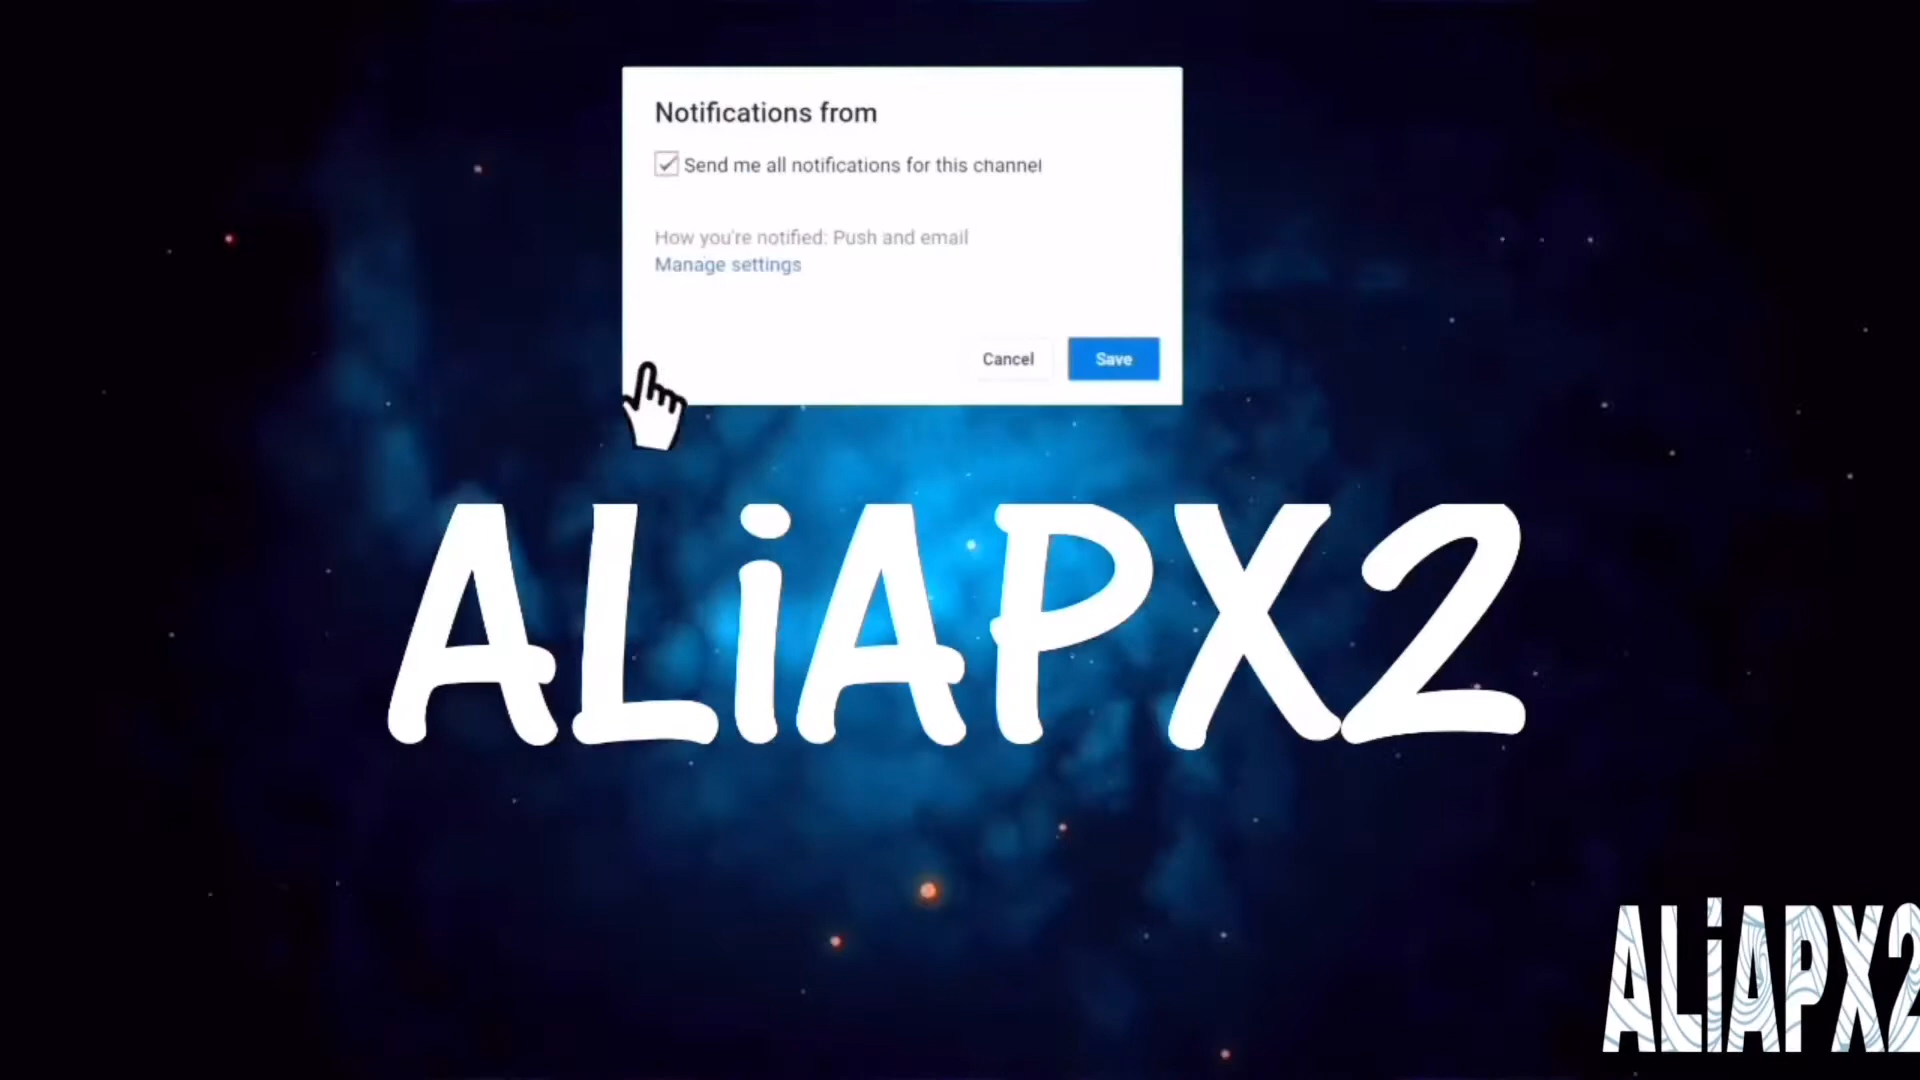 Notifications from
Send me all notifications for this channel
How you're notified: Push and email
Manage settings
Cancel
Save
ALiAPX2
ALiAPX2